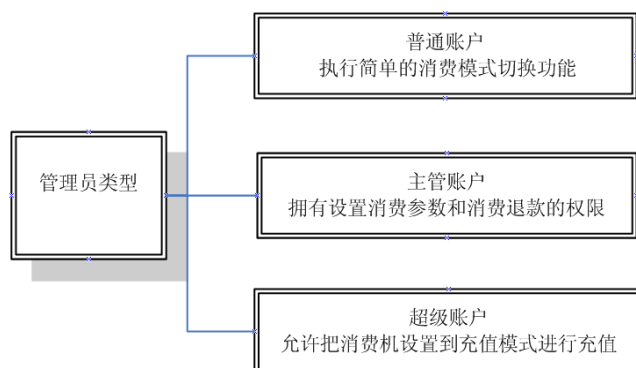 普通账户
执行简单的消费模式切换功能
管理员类型
主管账户
拥有设置消费参数和消费退款的权限
超级账户
允许把消费机设置到充值模式进行充值